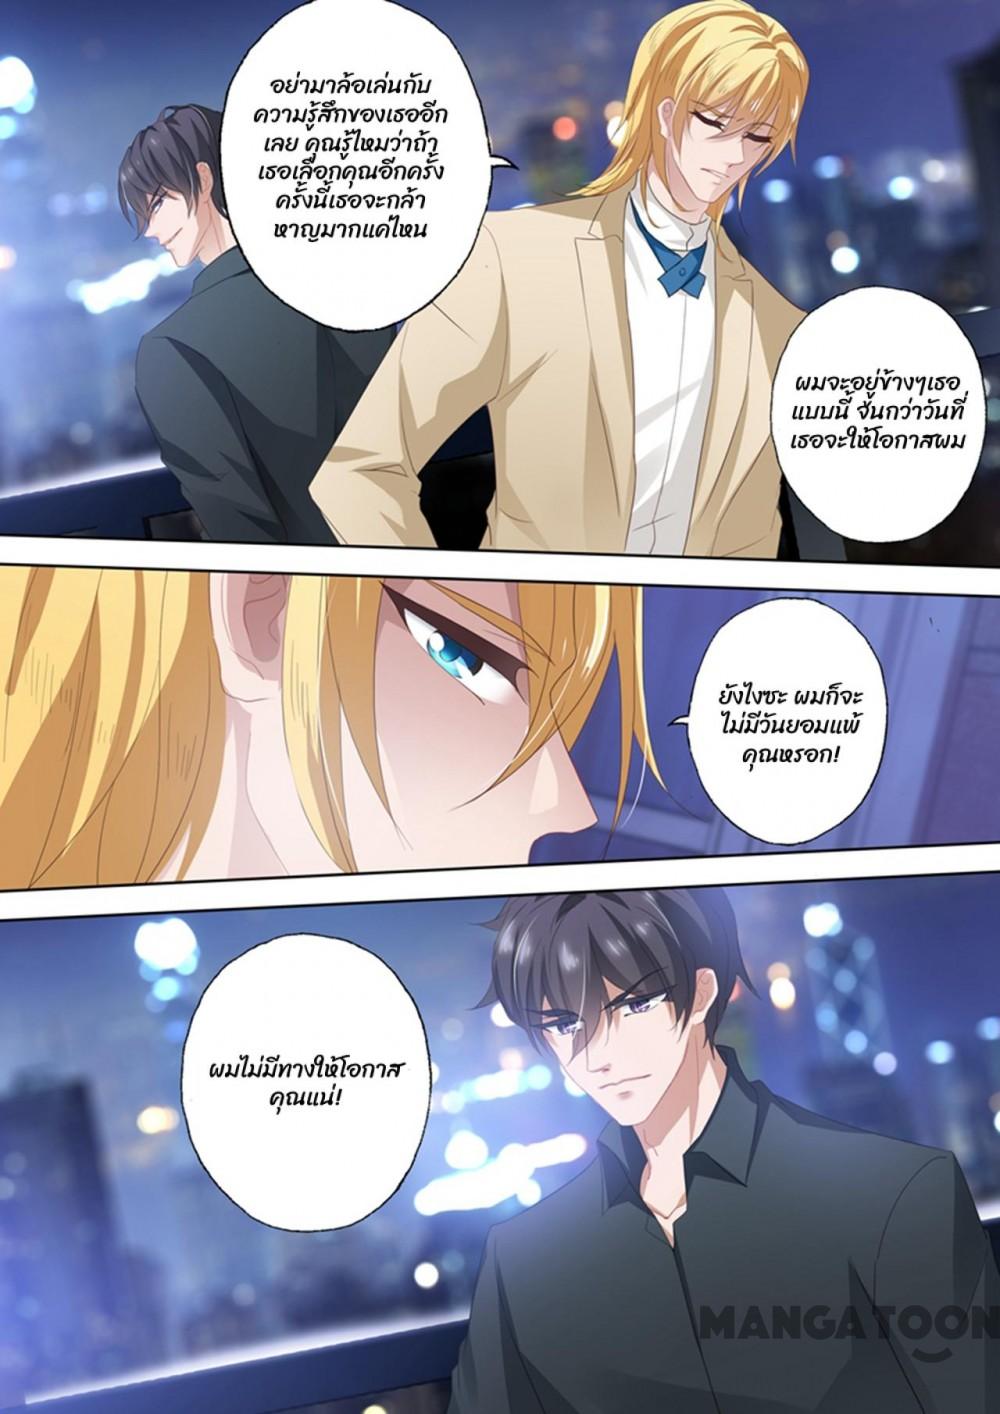 อย่ามาล้อเล่นกับ
ความรู้สึกของเธออีก
เลย คุณรู้ไหมว่าถ้า
เธอเลือกคุณอีกครั้ง
ครั้งนี้เธอจะกล้า
หาญมากแค่ไหน
ผมจะอยู่ข้างๆเธอ
แบบนี้ จนกว่าวันที่
เธอจะให้โอกาสผม
ยังไงซะ ผมก็จะ
ไม่มีวันยอมแพ้
คุณหรอก!
ผมไม่มีทางให้โอกาส
คุณแน่!
MANGATOON